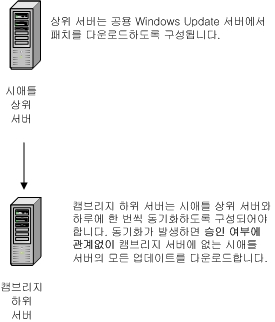 상위 서버는 공용 Windows Update 서버에서
패치를 다운로드하도록 구성됩니다.
시애틀
상위
서버
캠브리지 하위 서버는 시애틀 상위 서버와
하루에 한 번씩 동기화하도록 구성되어야
합니다. 동기화가 발생하면 승인 여부에
관계없이 캠브리지 서버에 없는 시애틀
서버의 모든 업데이트를 다운로드합니다.
캠브리지
하위
서버